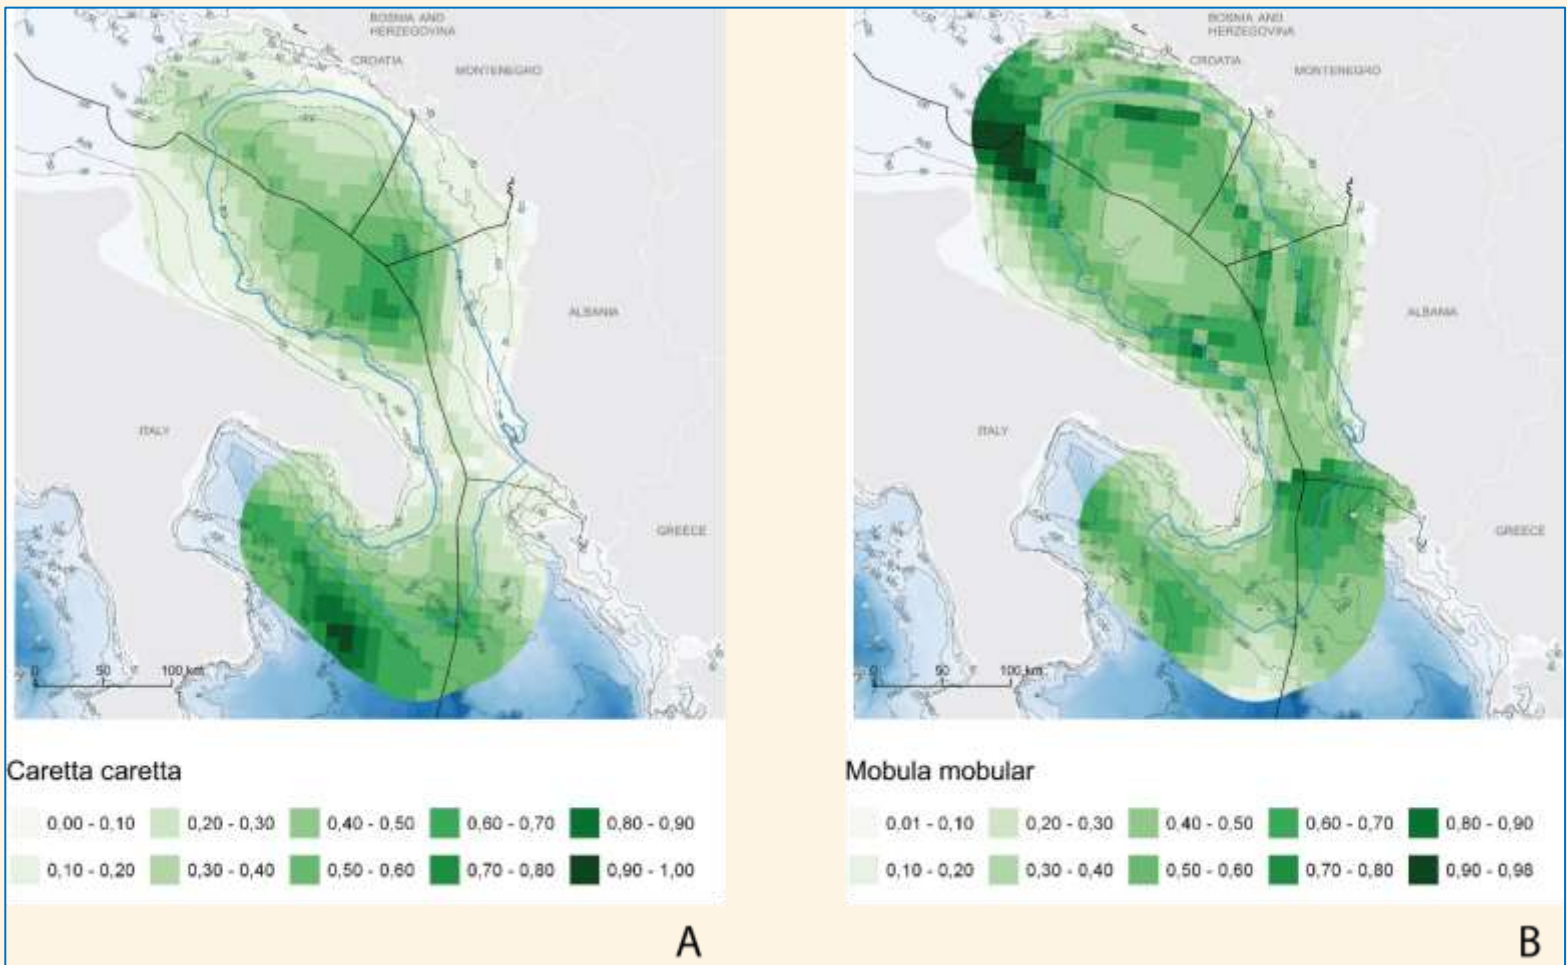 BOSNIA AND
HERZEGOVINA
CROATIA
MONTENEGRO
ALBANIA
ITALY
GREECE
0 50 100 km
Caretta caretta
0,00 - 0,10 0,20 - 0,30 0,40 - 0,50 0,60 - 0,70 0,80 - 0,90
0,10 - 0,20 0,30 - 0,40 0,50 - 0,60 0,70 - 0,80 0,90 - 1,00
A
BOSNIA AND
HERZEGOVINA
CROATIA
MONTENEGRO
ALBANIA
ITALY
GREECE
0 50 100 km
Mobula mobular
0,01 - 0,10 0,20 - 0,30 0,40 - 0,50 0,60 - 0,70 0,80 - 0,90
0,10 - 0,20 0,30 - 0,40 0,50 - 0,60 0,70 - 0,80 0,90 - 0,98
B